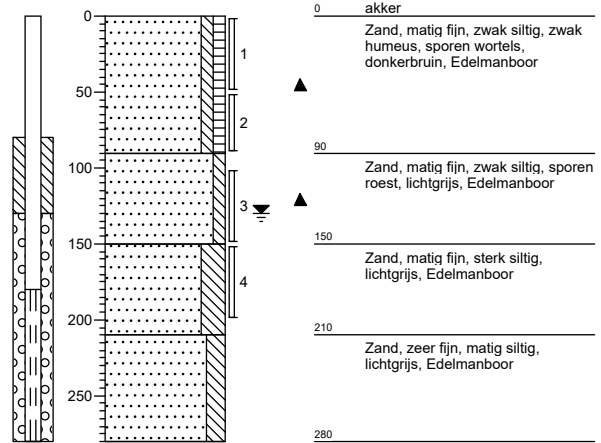 0
50
100
150
200
250
1
2
3
4
0
akker
Zand, matig fijn, zwak siltig, zwak
humeus, sporen wortels,
donkerbruin, Edelmanboor
90
Zand, matig fijn, zwak siltig, sporen
roest, lichtgrijs, Edelmanboor
150
Zand, matig fijn, sterk siltig,
lichtgrijs, Edelmanboor
210
Zand, zeer fijn, matig siltig,
lichtgrijs, Edelmanboor
280